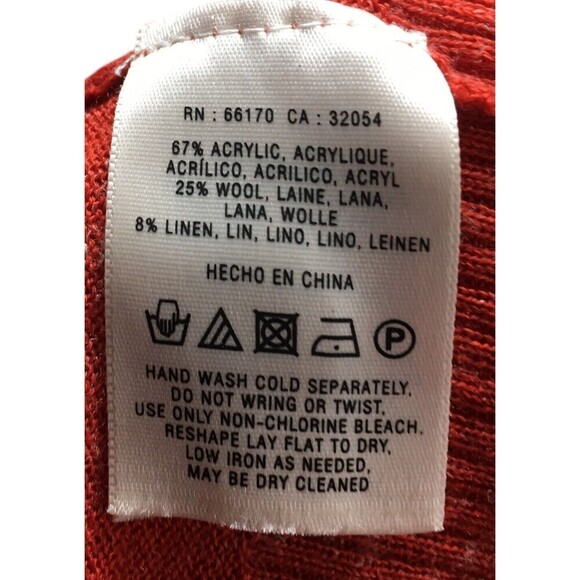 RN : 66170 CA : 32054
67% ACRYLIC, ACRYLIQUE,
ACRÍLICO, ACRILICO, ACRYL
25% WOOL, LAINE, LANA,
LANA, WOLLE
8% LINEN, LIN, LINO, LINO, LEINEN
HECHO EN CHINA
P
HAND WASH COLD SEPARATELY.
DO NOT WRING OR TWIST.
USE ONLY NON-CHLORINE BLEACH.
RESHAPE LAY FLAT TO DRY,
LOW IRON AS NEEDED,
MAY BE DRY CLEANED